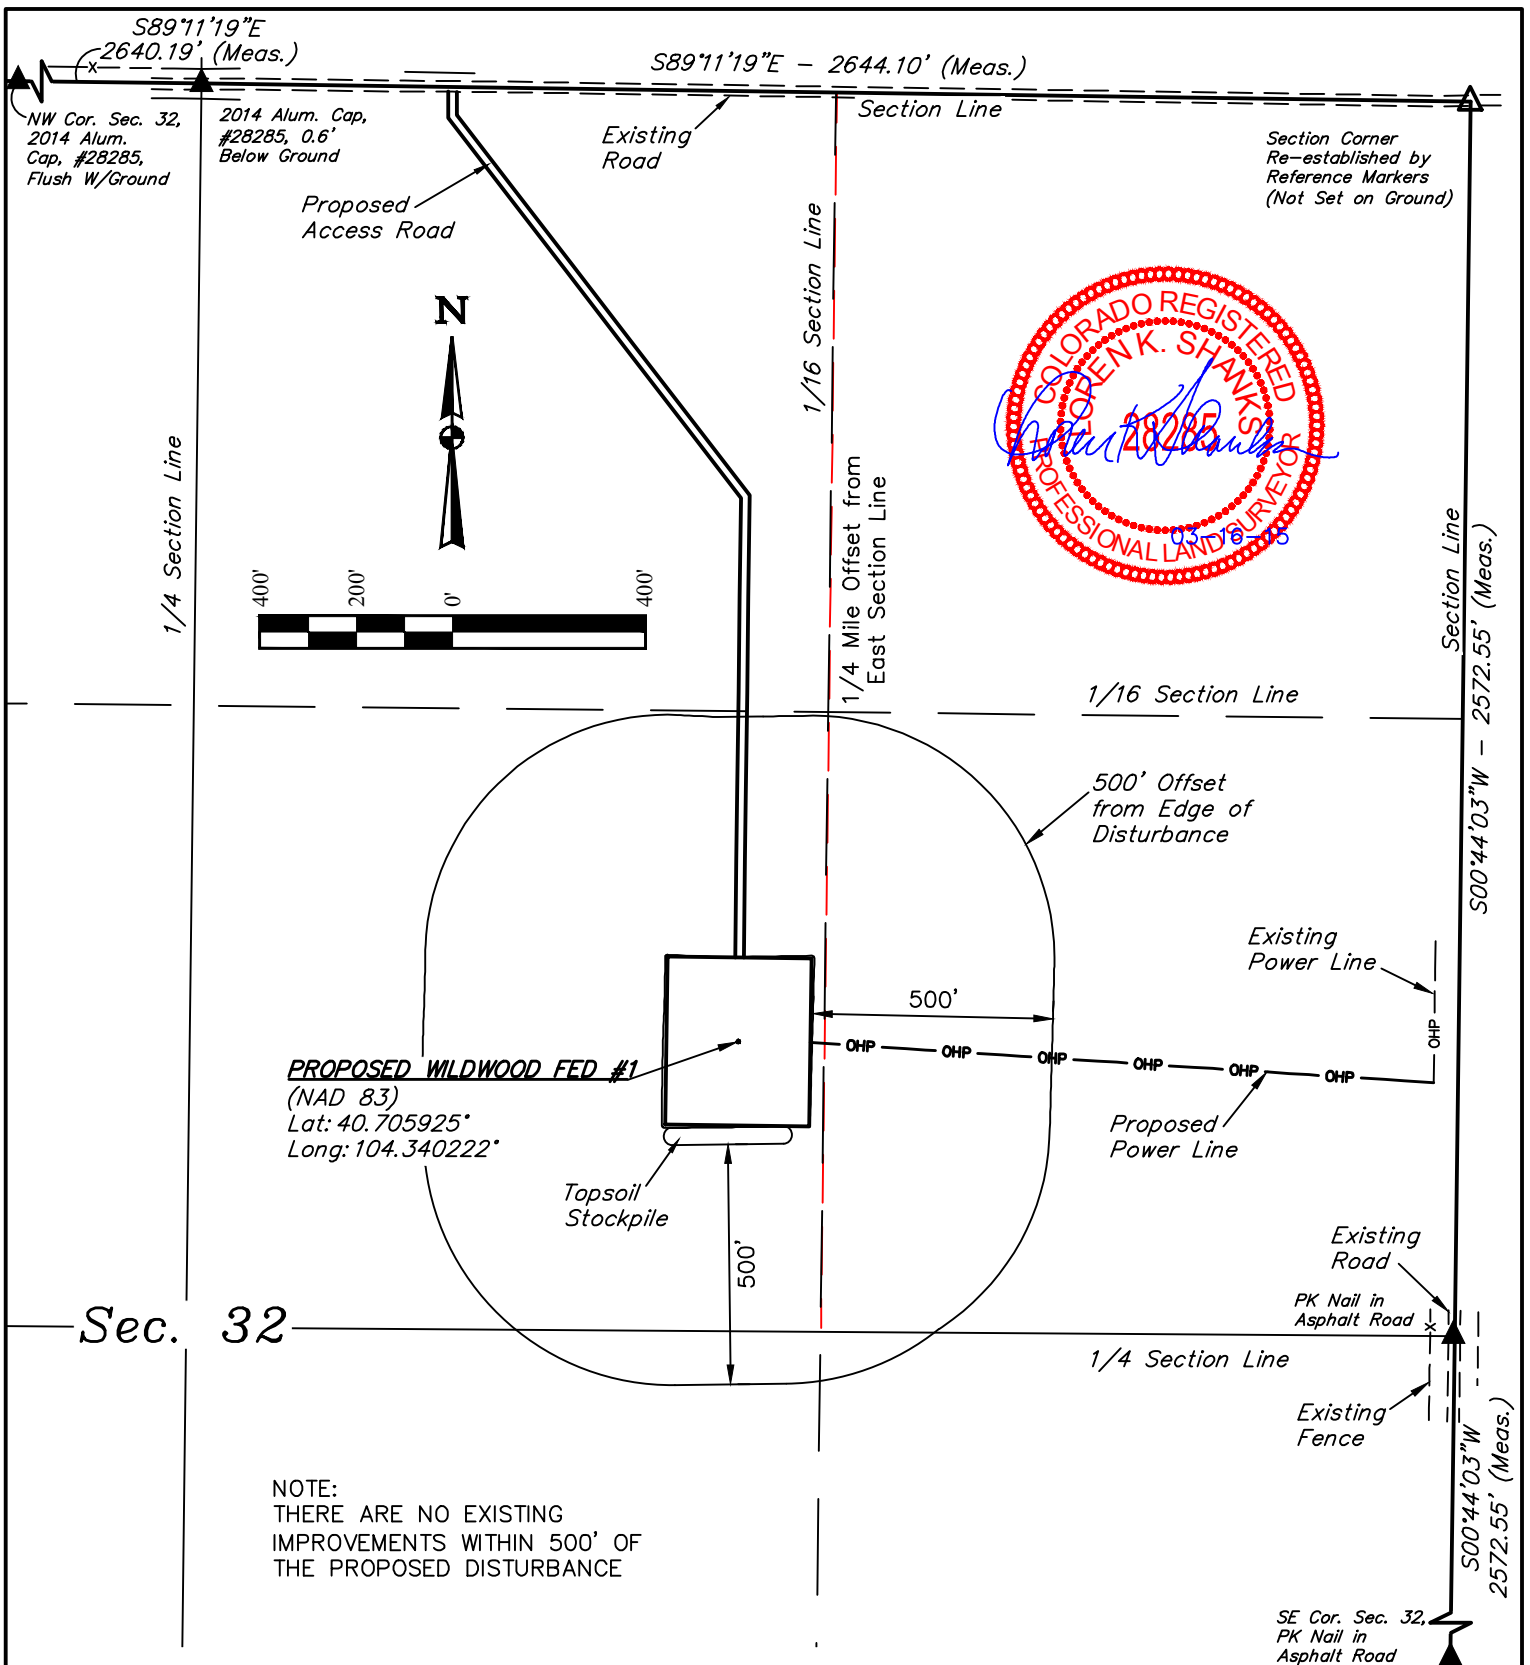 S89°11'19"E
2640.19' (Meas.)
S89°11'19"E - 2644.10' (Meas.)
Section Line
NW Cor. Sec. 32,
2014 Alum.
Cap, #28285,
Flush W/Ground
2014 Alum. Cap,
#28285, 0.6'
Below Ground
Existing
Road
Section Corner
Re-established by
Reference Markers
(Not Set on Ground)
Proposed
Access Road
1/16 Section Line
N
COLORADO REGISTERED
LOREN K. SHANKS
28285
PROFESSIONAL LAND SURVEYOR
03-16-15
1/4 Section Line
1/4 Mile Offset from
East Section Line
Section Line
S00°44'03"W - 2572.55' (Meas.)
400'
200'
0'
400'
1/16 Section Line
500' Offset
from Edge of
Disturbance
Existing
Power Line
500'
OHP
OHP
OHP
OHP
OHP
OHP
OHP
PROPOSED WILDWOOD FED #1
(NAD 83)
Lat: 40.705925°
Long: 104.340222°
Proposed
Power Line
Topsoil
Stockpile
500'
Existing
Road
PK Nail in
Asphalt Road
x
x
Sec. 32
1/4 Section Line
Existing
Fence
S00°44'03"W
2572.55' (Meas.)
NOTE:
THERE ARE NO EXISTING
IMPROVEMENTS WITHIN 500' OF
THE PROPOSED DISTURBANCE
SE Cor. Sec. 32,
PK Nail in
Asphalt Road